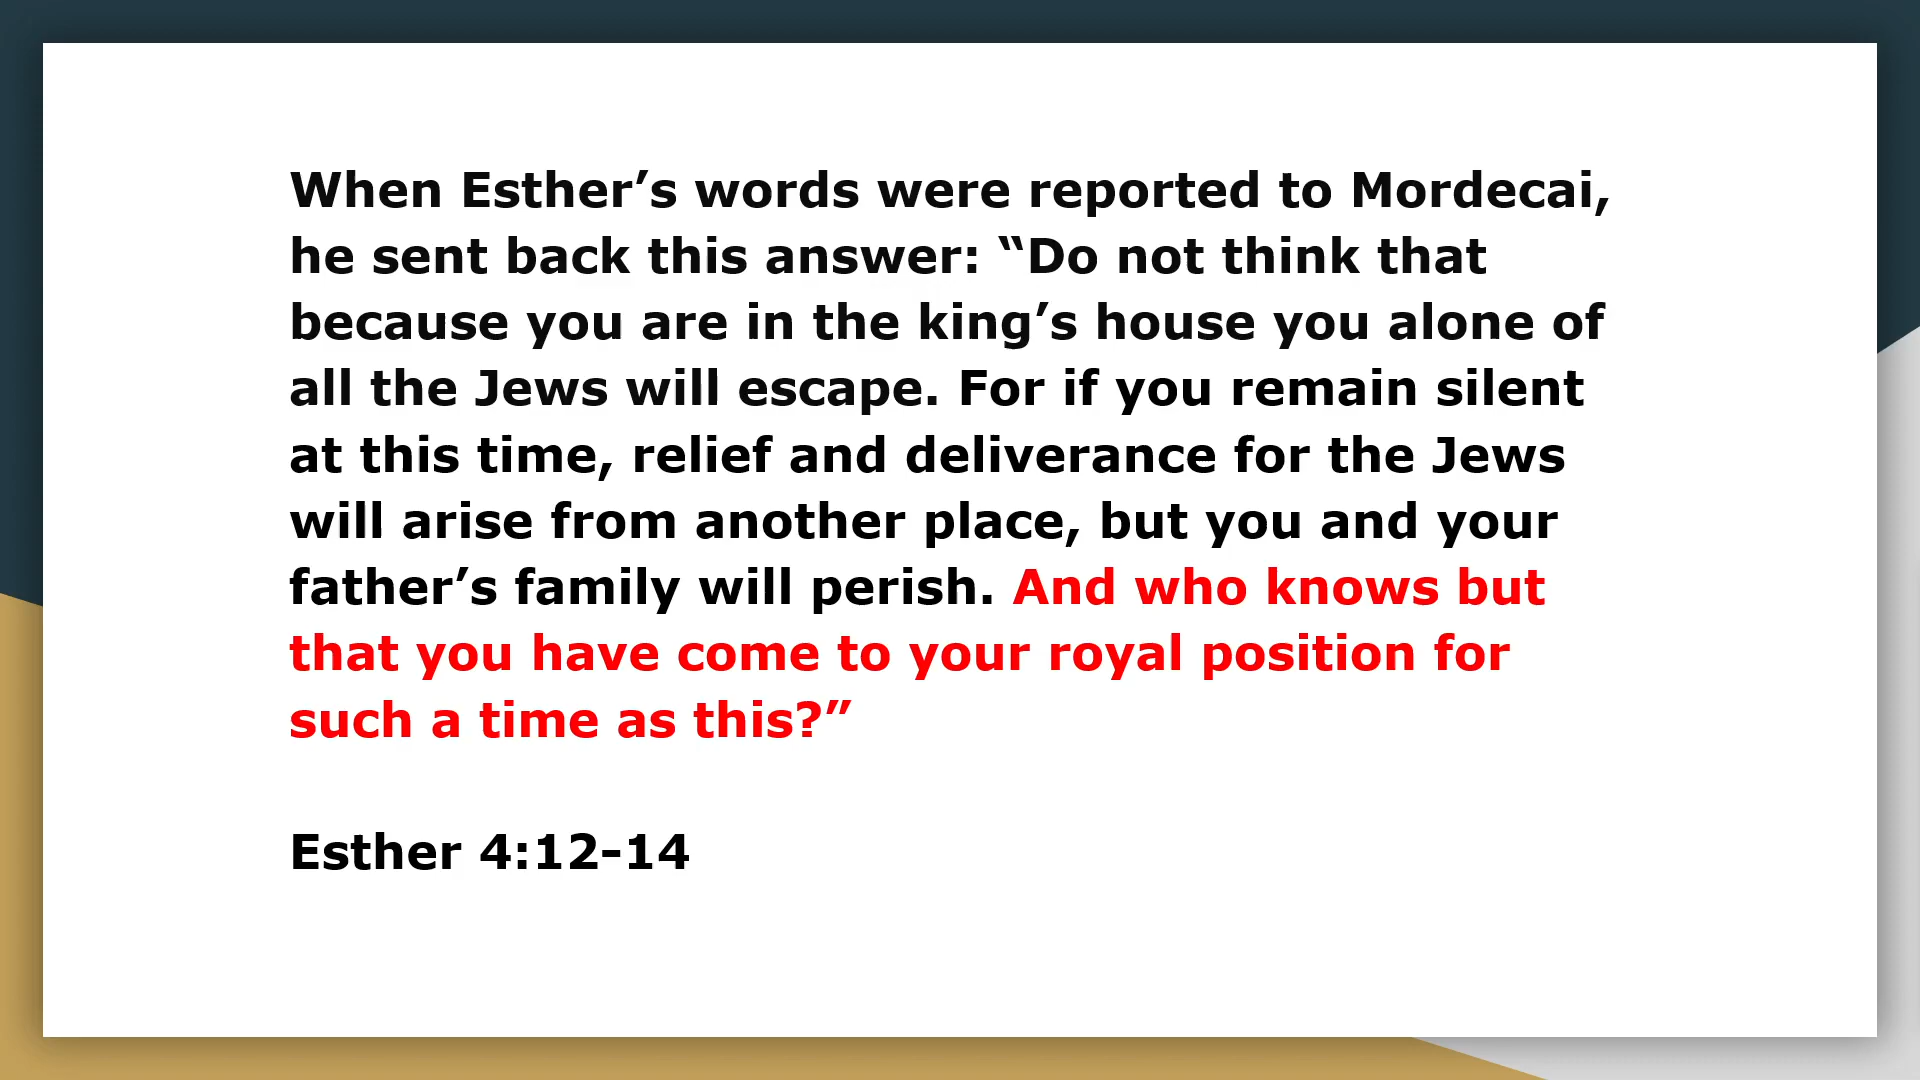 When Esther’s words were reported to Mordecai,
he sent back this answer: “Do not think that
because you are in the king’s house you alone of
all the Jews will escape. For if you remain silent
at this time, relief and deliverance for the Jews
will arise from another place, but you and your
father’s family will perish. And who knows but
that you have come to your royal position for
such a time as this?”
Esther 4:12-14